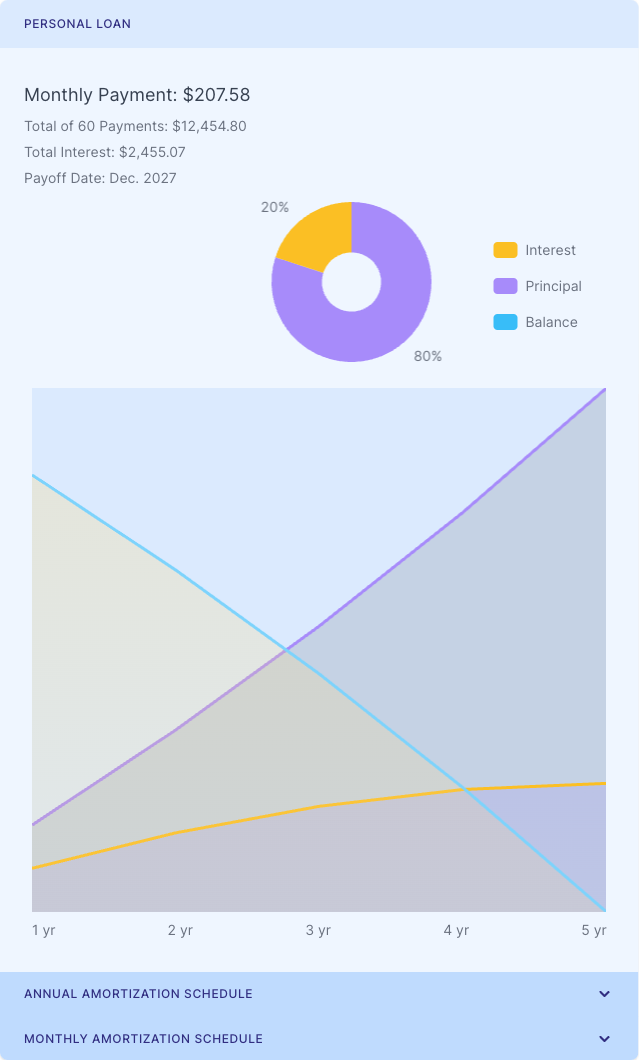 PERSONAL LOAN
Monthly Payment: $207.58
Total of 60 Payments: $12,454.80
Total Interest: $2,455.07
Payoff Date: Dec. 2027
20%
Interest
Principal
Balance
80%
1 yr 2 yr 3 yr 4 yr 5 yr
ANNUAL AMORTIZATION SCHEDULE
MONTHLY AMORTIZATION SCHEDULE